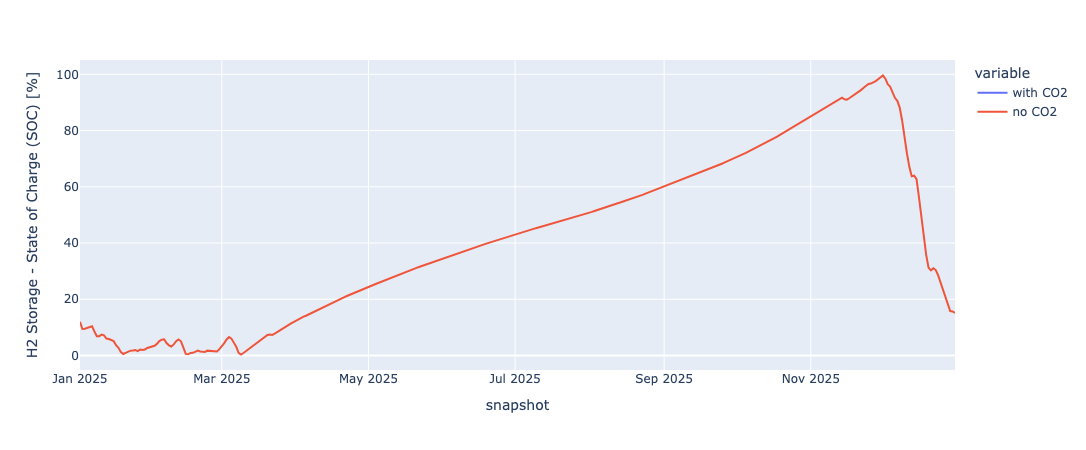 H2 Storage - State of Charge (SOC) [%]
100
80
60
40
20
0
Jan 2025
Mar 2025
May 2025
Jul 2025
Sep 2025
Nov 2025
snapshot
variable
with CO2
no CO2